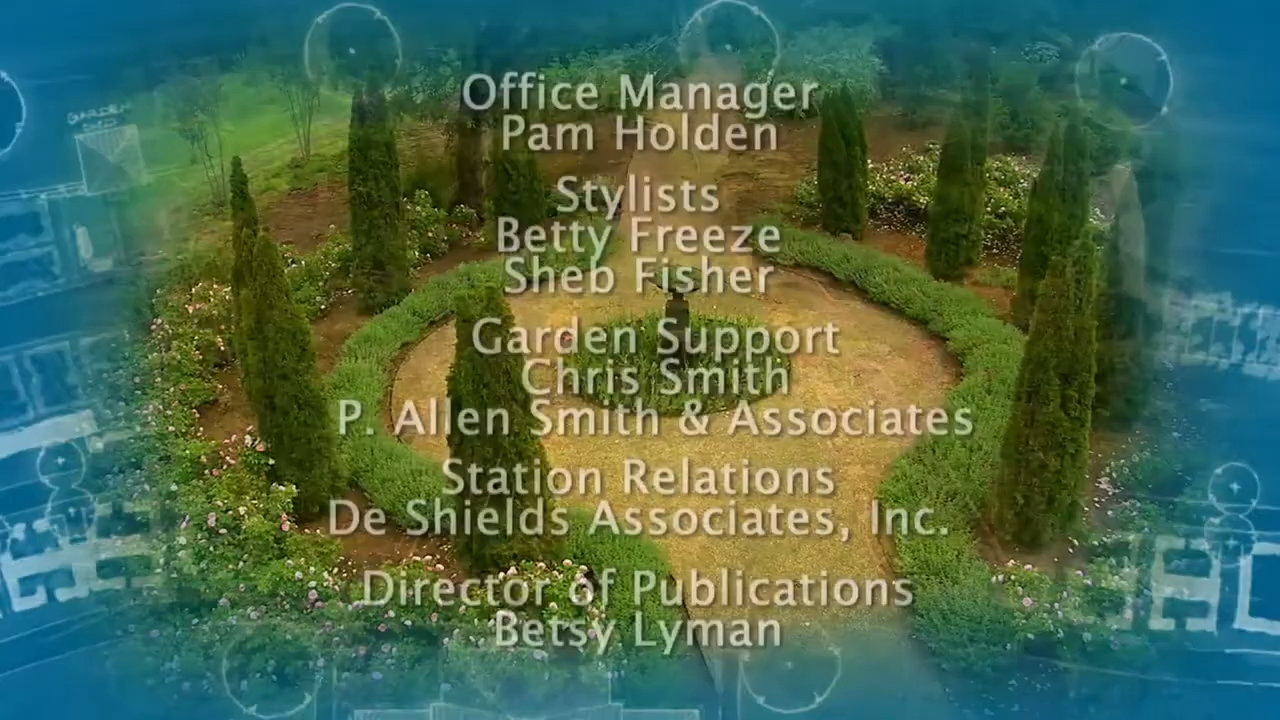 Office Manager
Pam Holden
Stylists
Betty Freeze
Sheb Fisher
Garden Support
Chris Smith
P. Allen Smith & Associates
Station Relations
De Shields Associates, Inc.
Director of Publications
Betsy Lyman